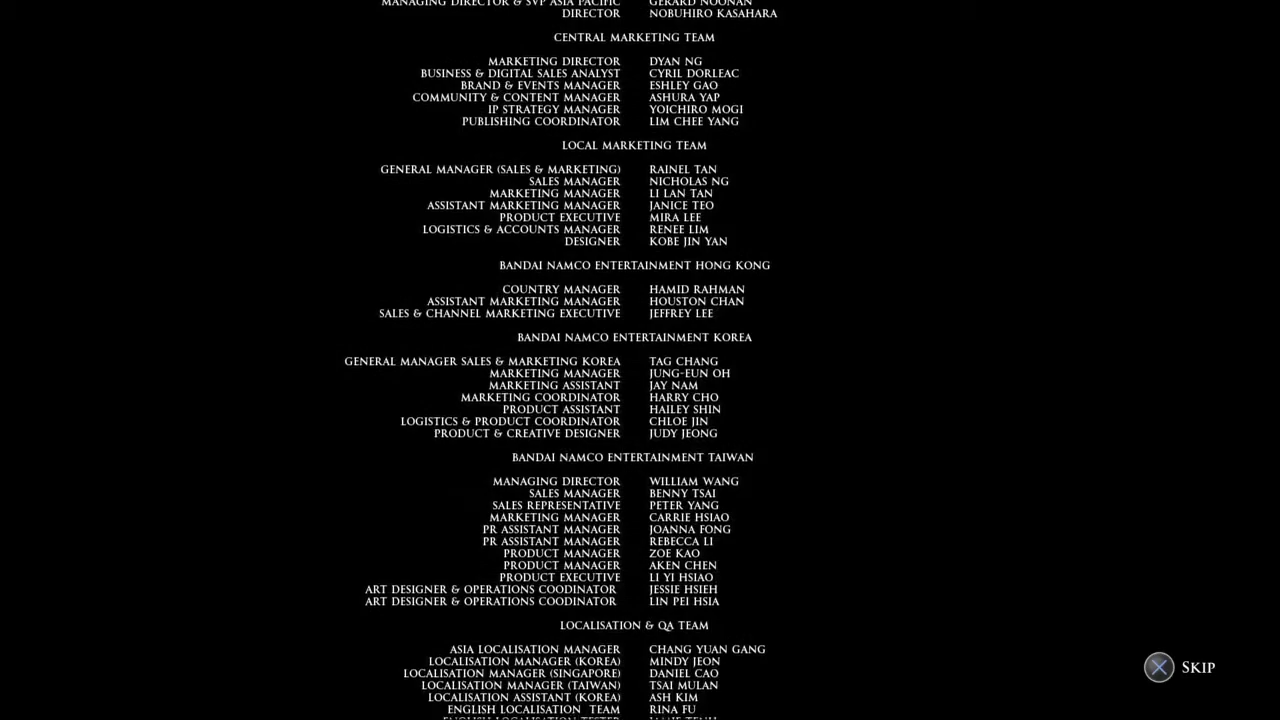 MANAGING DIRECTOR & SVP ASIA PACIFIC GERARD NOONAN
DIRECTOR NOBUHIRO KASAHARA
CENTRAL MARKETING TEAM
MARKETING DIRECTOR DYAN NG
BUSINESS & DIGITAL SALES ANALYST CYRIL DORLEAC
BRAND & EVENTS MANAGER ESHLEY GAO
COMMUNITY & CONTENT MANAGER ASHURA YAP
IP STRATEGY MANAGER YOICHIRO MOGI
PUBLISHING COORDINATOR LIM CHEE YANG
LOCAL MARKETING TEAM
GENERAL MANAGER (SALES & MARKETING) RAINEL TAN
SALES MANAGER NICHOLAS NG
MARKETING MANAGER LI LAN TAN
ASSISTANT MARKETING MANAGER JANICE TEO
PRODUCT EXECUTIVE MIRA LEE
LOGISTICS & ACCOUNTS MANAGER RENEE LIM
DESIGNER KOBE JIN YAN
BANDAI NAMCO ENTERTAINMENT HONG KONG
COUNTRY MANAGER HAMID RAHMAN
ASSISTANT MARKETING MANAGER HOUSTON CHAN
SALES & CHANNEL MARKETING EXECUTIVE JEFFREY LEE
BANDAI NAMCO ENTERTAINMENT KOREA
GENERAL MANAGER SALES & MARKETING KOREA TAG CHANG
MARKETING MANAGER JUNG-EUN OH
MARKETING ASSISTANT JAY NAM
MARKETING COORDINATOR HARRY CHO
PRODUCT ASSISTANT HAILEY SHIN
LOGISTICS & PRODUCT COORDINATOR CHLOE JIN
PRODUCT & CREATIVE DESIGNER JUDY JEONG
BANDAI NAMCO ENTERTAINMENT TAIWAN
MANAGING DIRECTOR WILLIAM WANG
SALES MANAGER BENNY TSAI
SALES REPRESENTATIVE PETER YANG
MARKETING MANAGER CARRIE HSIAO
PR ASSISTANT MANAGER JOANNA FONG
PR ASSISTANT MANAGER REBECCA LI
PRODUCT MANAGER ZOE KAO
PRODUCT MANAGER AKEN CHEN
PRODUCT EXECUTIVE LI YI HSIAO
ART DESIGNER & OPERATIONS COODINATOR JESSIE HSIEH
ART DESIGNER & OPERATIONS COODINATOR LIN PEI HSIA
LOCALISATION & QA TEAM
ASIA LOCALISATION MANAGER CHANG YUAN GANG
LOCALISATION MANAGER (KOREA) MINDY JEON
LOCALISATION MANAGER (SINGAPORE) DANIEL CAO
LOCALISATION MANAGER (TAIWAN) TSAI MULAN
SKIP
LOCALISATION ASSISTANT (KOREA) ASH KIM
ENGLISH LOCALISATION TEAM RINA FU
ENGLISH LOCALISATION TESTER